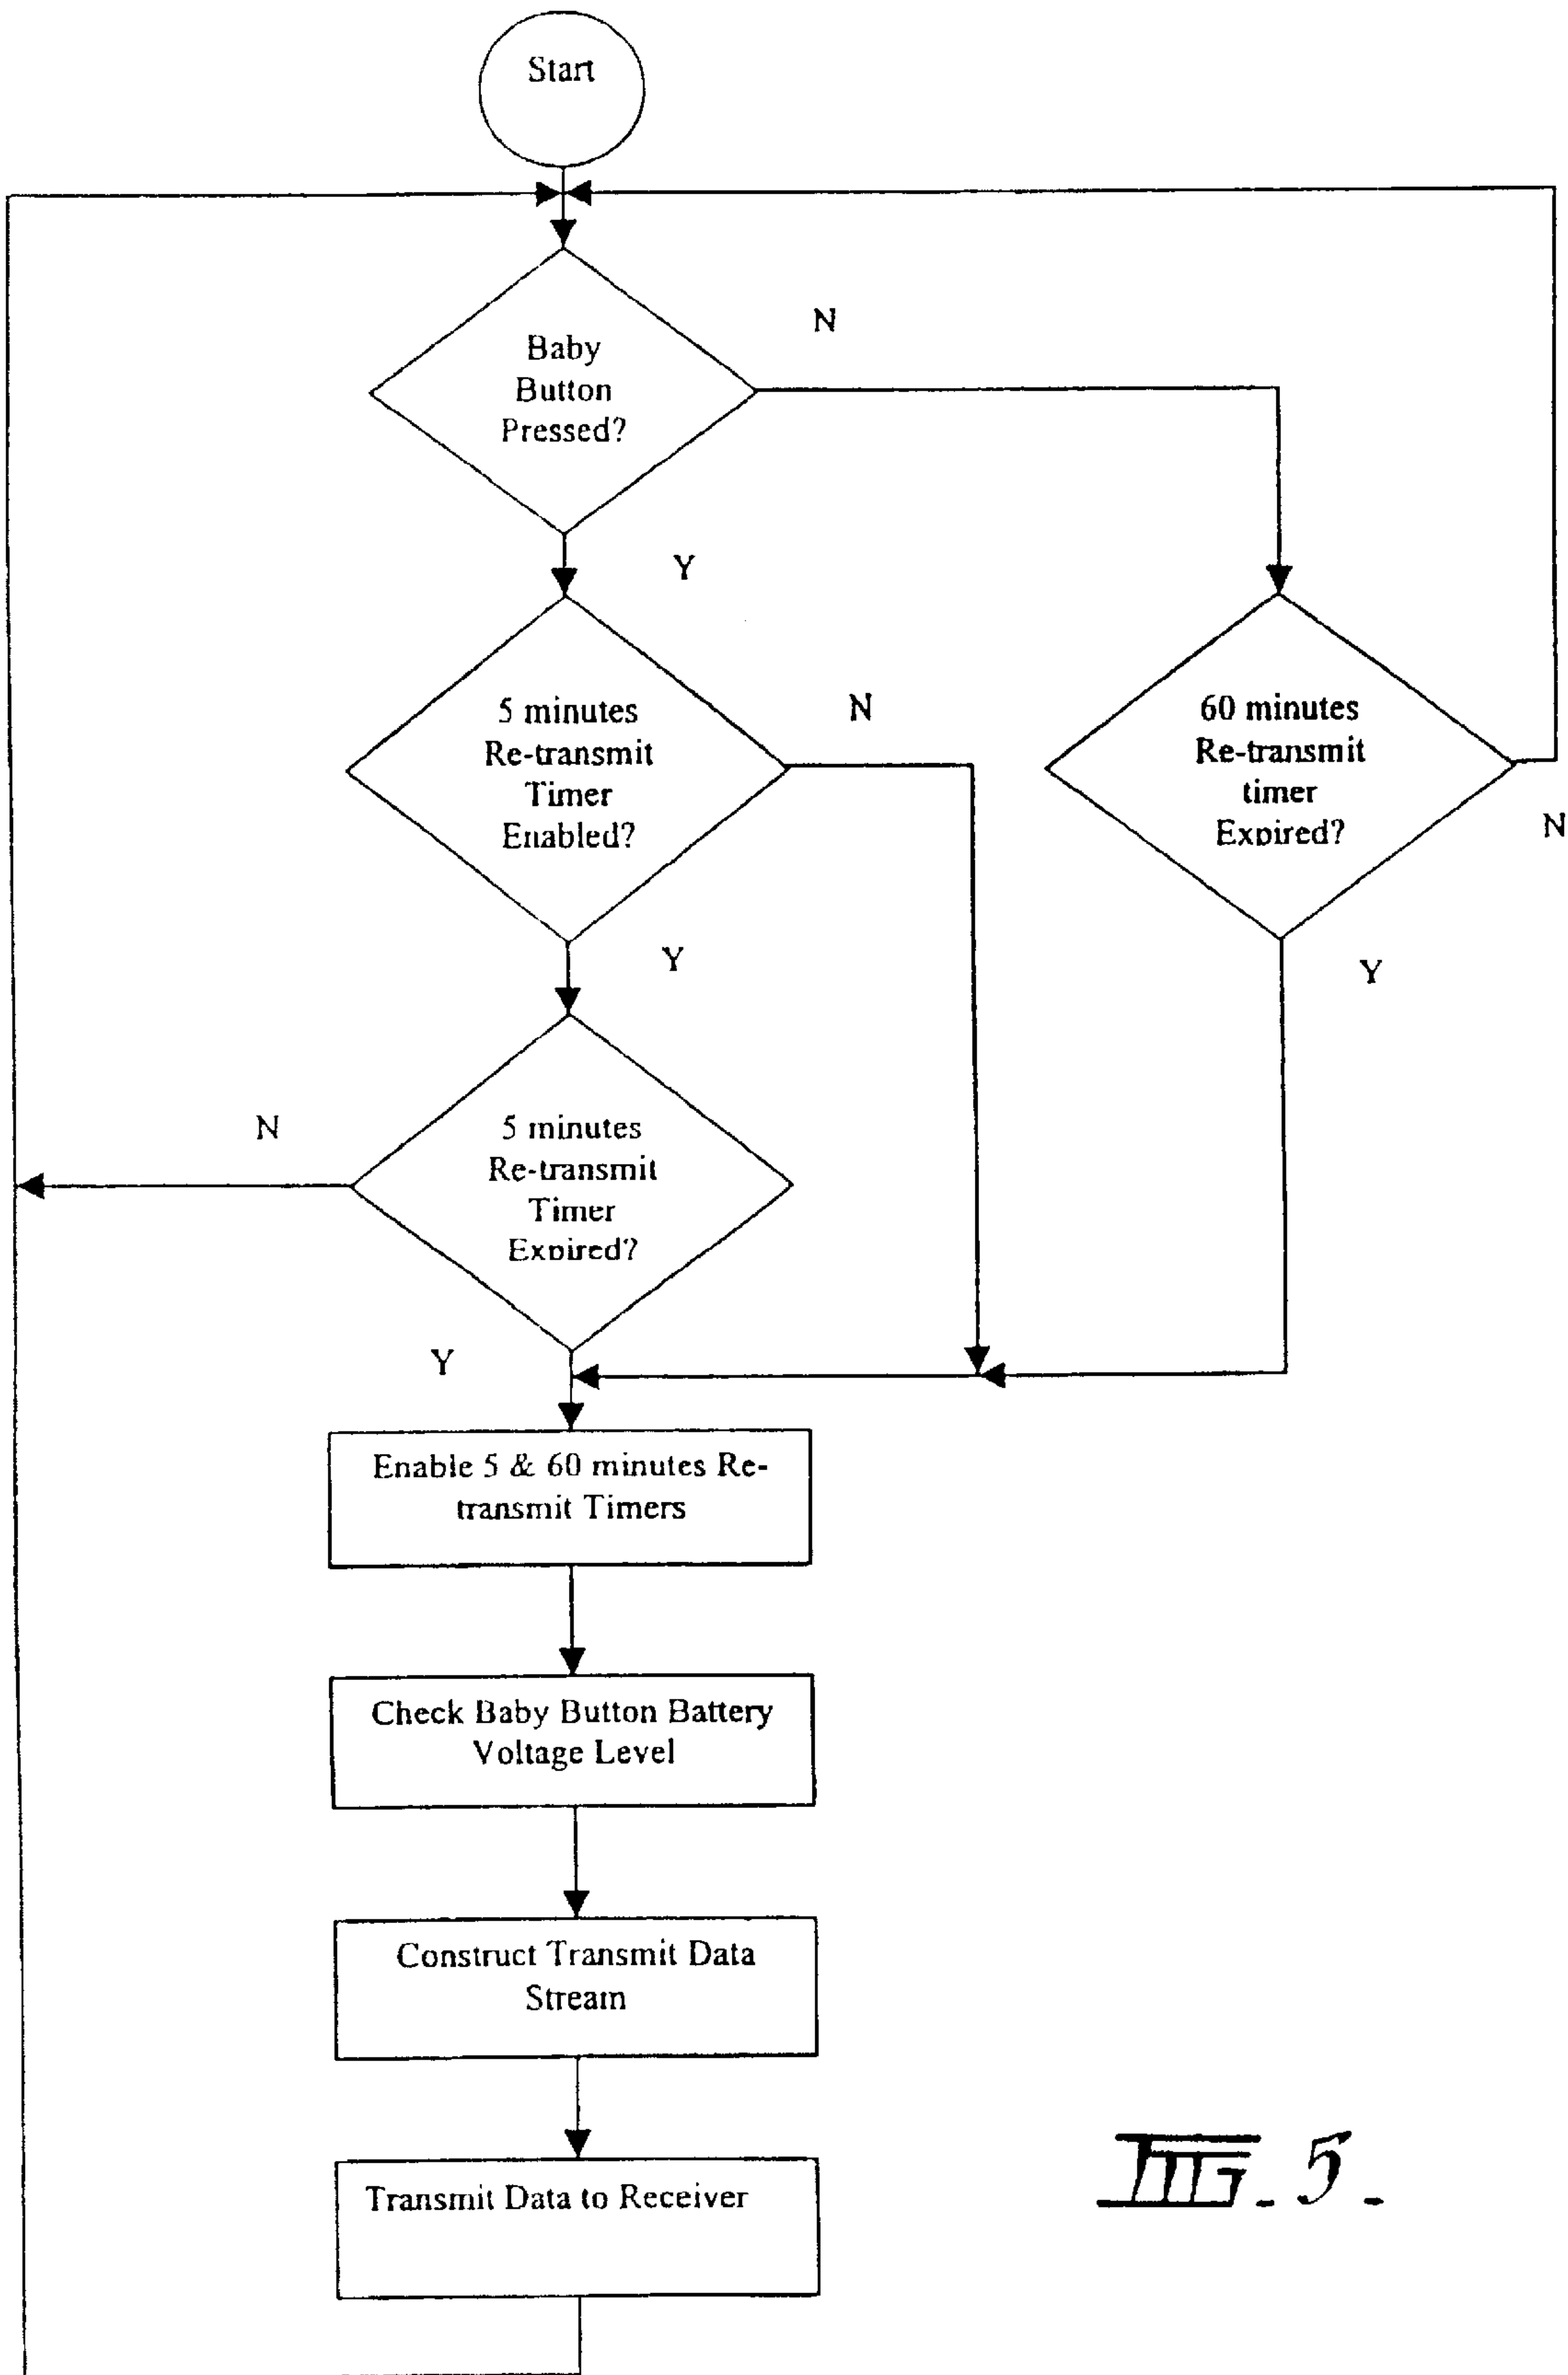 Start
N
Baby
Button
Pressed?
Y
5 minutes
Re-transmit
Timer
Enabled?
N
60 minutes
Re-transmit
timer
Expired?
N
Y
Y
N
5 minutes
Re-transmit
Timer
Expired?
Y
Enable 5 & 60 minutes Re-
transmit Timers
Check Baby Button Battery
Voltage Level
Construct Transmit Data
Stream
Transmit Data to Receiver
FIG. 5.